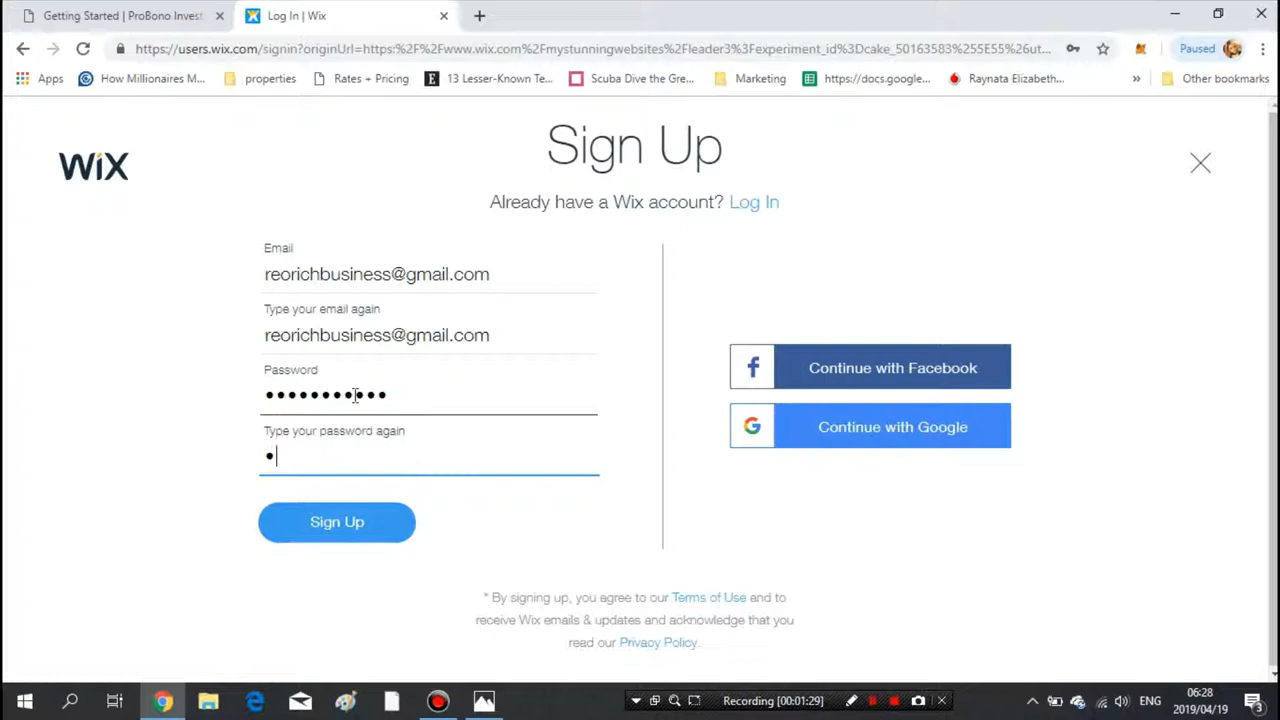 Getting Started | ProBono Invest
Log In | Wix
https://users.wix.com/signin?originUrl=https:%2F%2Fwww.wix.com%2Fmystunningwebsites%2Fleader3%3Fexperiment_id%3Dcake_50163583%255E55%26ut...
Paused
Apps
How Millionaires M...
properties
Rates + Pricing
13 Lesser-Known Te...
Scuba Dive the Gre...
Marketing
https://docs.google...
Raynata Elizabeth...
»
Other bookmarks
Sign Up
WiX
Already have a Wix account? Log In
Email
reorichbusiness@gmail.com
Type your email again
reorichbusiness@gmail.com
Password
•••••••••••
Type your password again
•
Sign Up
f Continue with Facebook
G Continue with Google
* By signing up, you agree to our Terms of Use and to
receive Wix emails & updates and acknowledge that you
read our Privacy Policy.
Recording [00:01:29]
ENG
06:28
2019/04/19
3